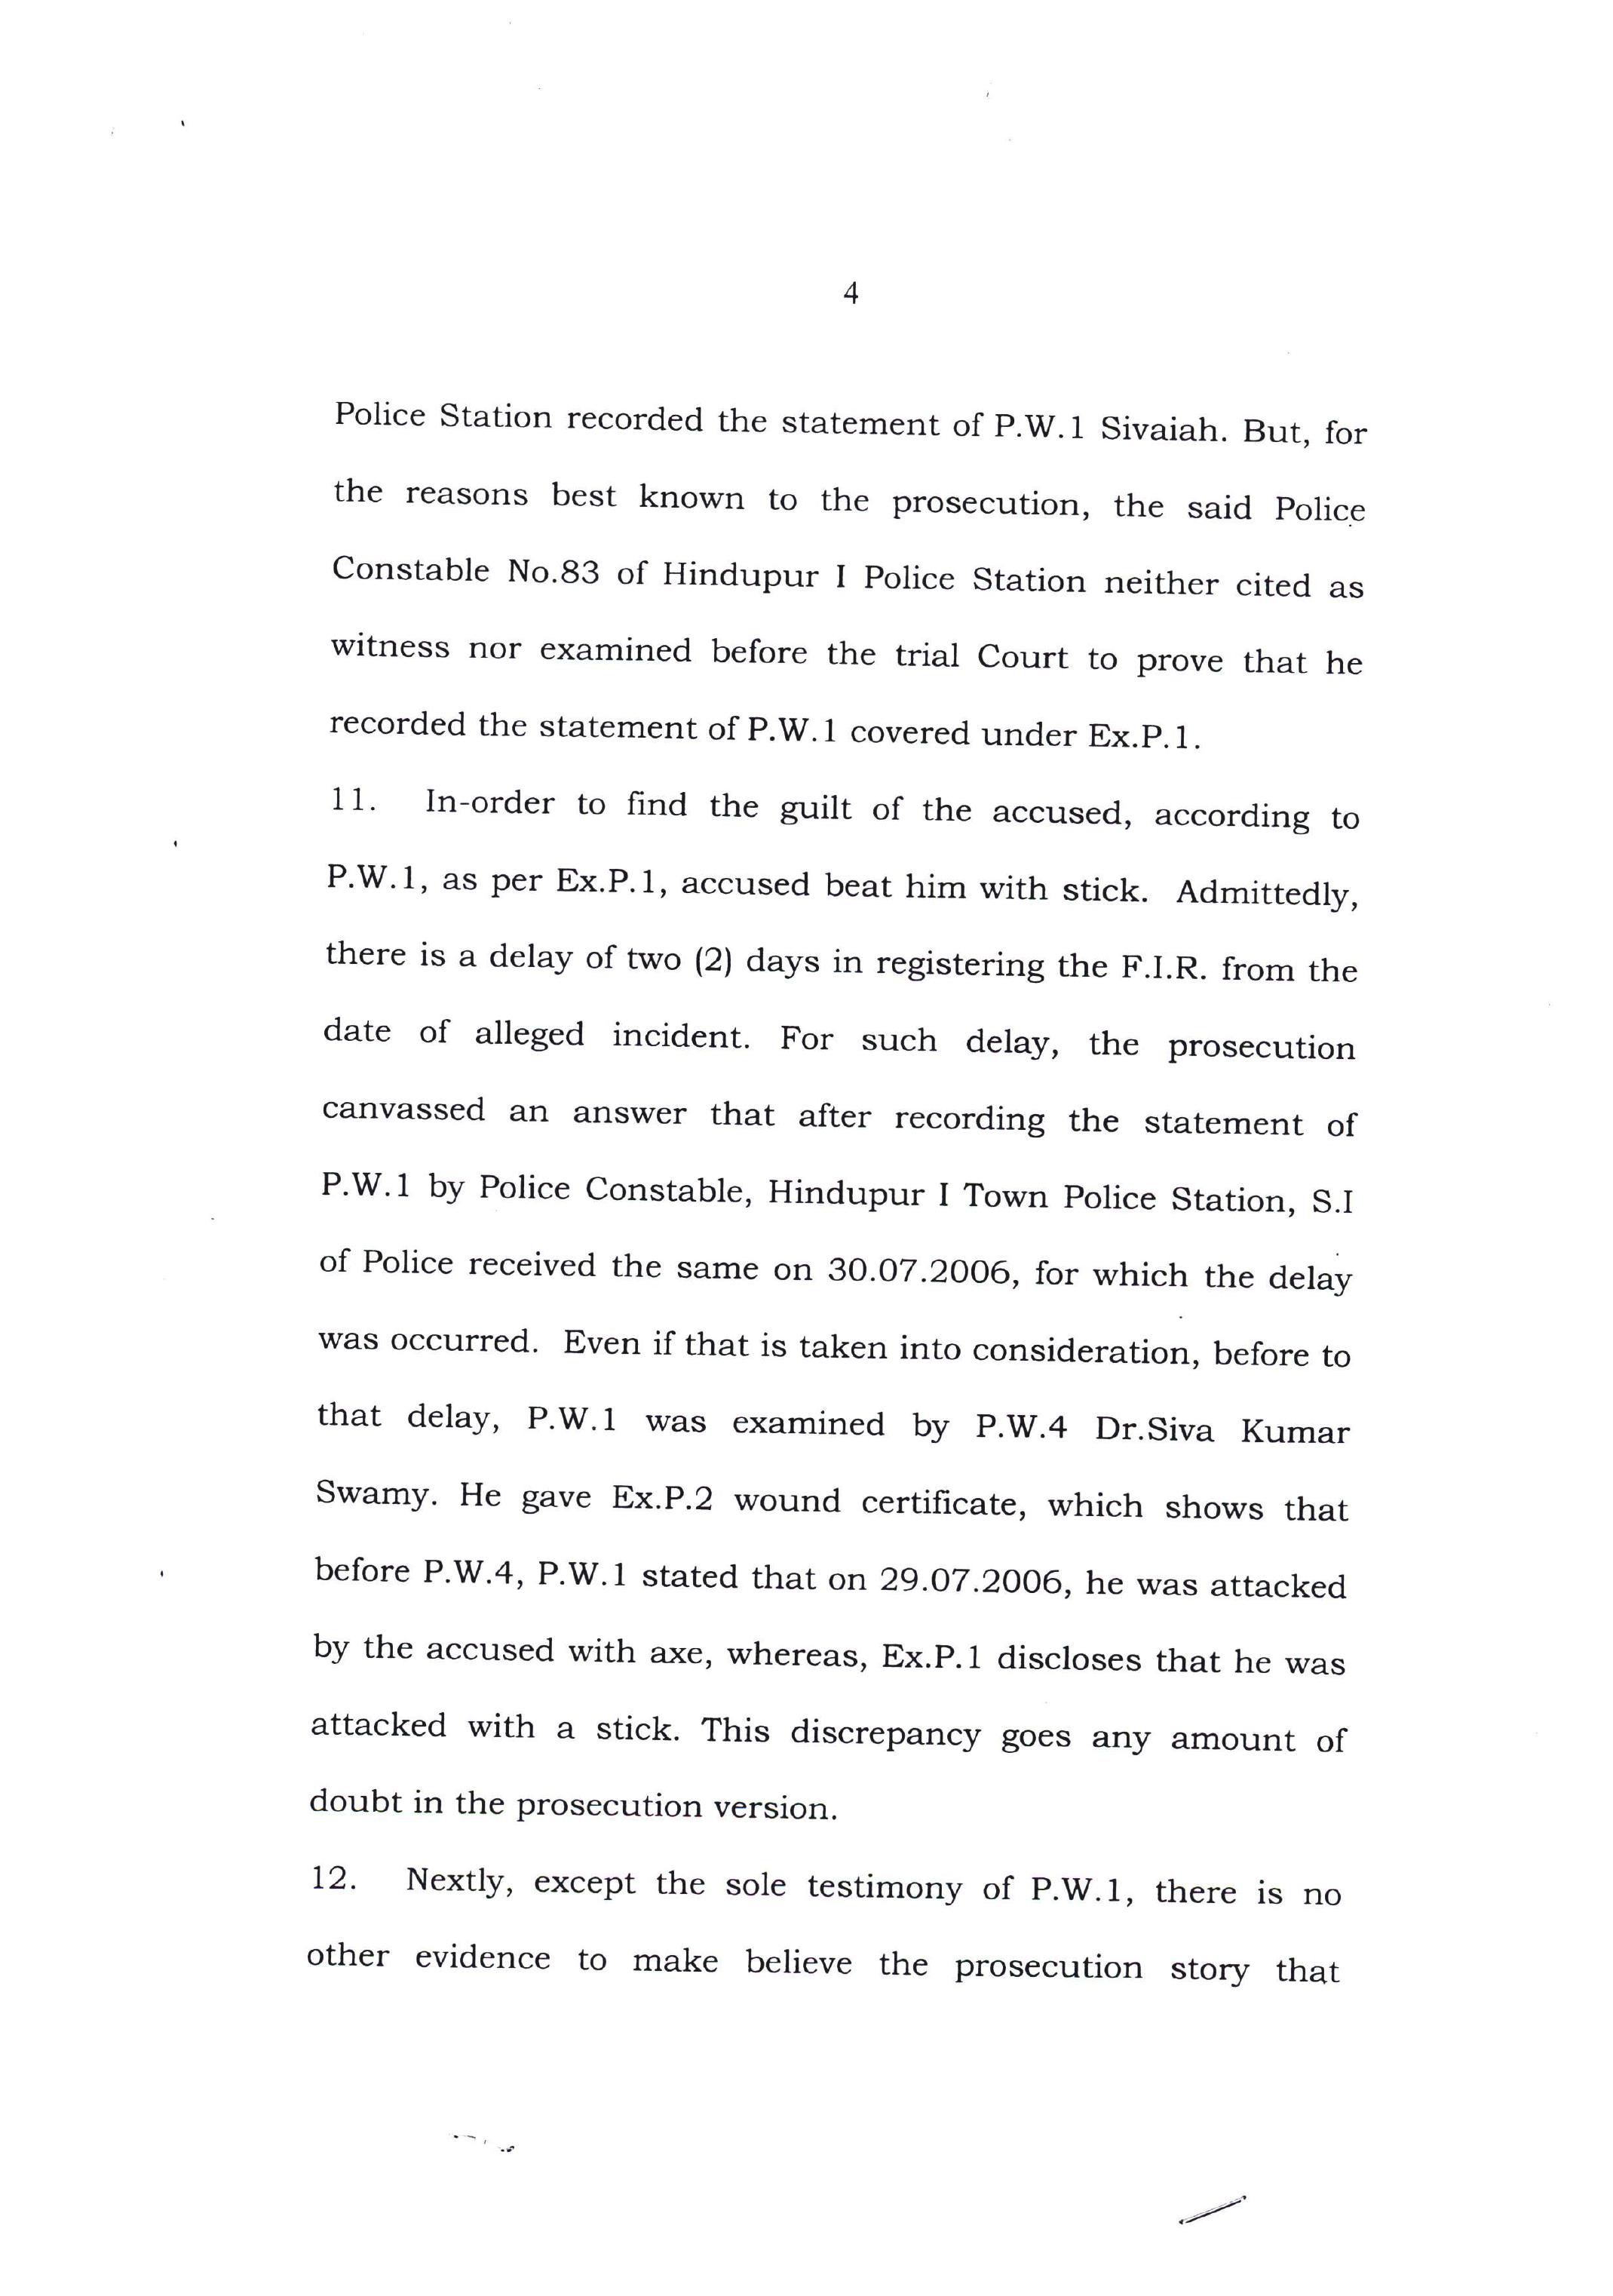 4
Police Station recorded the statement of P.W.1 Sivaiah. But, for
the reasons best known to the prosecution, the said Police
Constable No.83 of Hindupur I Police Station neither cited as
witness nor examined before the trial Court to prove that he
recorded the statement of P.W.1 covered under Ex.P.1.
11. In-order to find the guilt of the accused, according to
P.W.1, as per Ex.P.1, accused beat him with stick. Admittedly,
there is a delay of two (2) days in registering the F.I.R. from the
date of alleged incident. For such delay, the prosecution
canvassed an answer that after recording the statement of
P.W.1 by Police Constable, Hindupur I Town Police Station, S.I
of Police received the same on 30.07.2006, for which the delay
was occurred. Even if that is taken into consideration, before to
that delay, P.W.1 was examined by P.W.4 Dr.Siva Kumar
Swamy. He gave Ex.P.2 wound certificate, which shows that
before P.W.4, P.W.1 stated that on 29.07.2006, he was attacked
by the accused with axe, whereas, Ex.P.1 discloses that he was
attacked with a stick. This discrepancy goes any amount of
doubt in the prosecution version.
12. Nextly, except the sole testimony of P.W.1, there is no
other evidence to make believe the prosecution story that